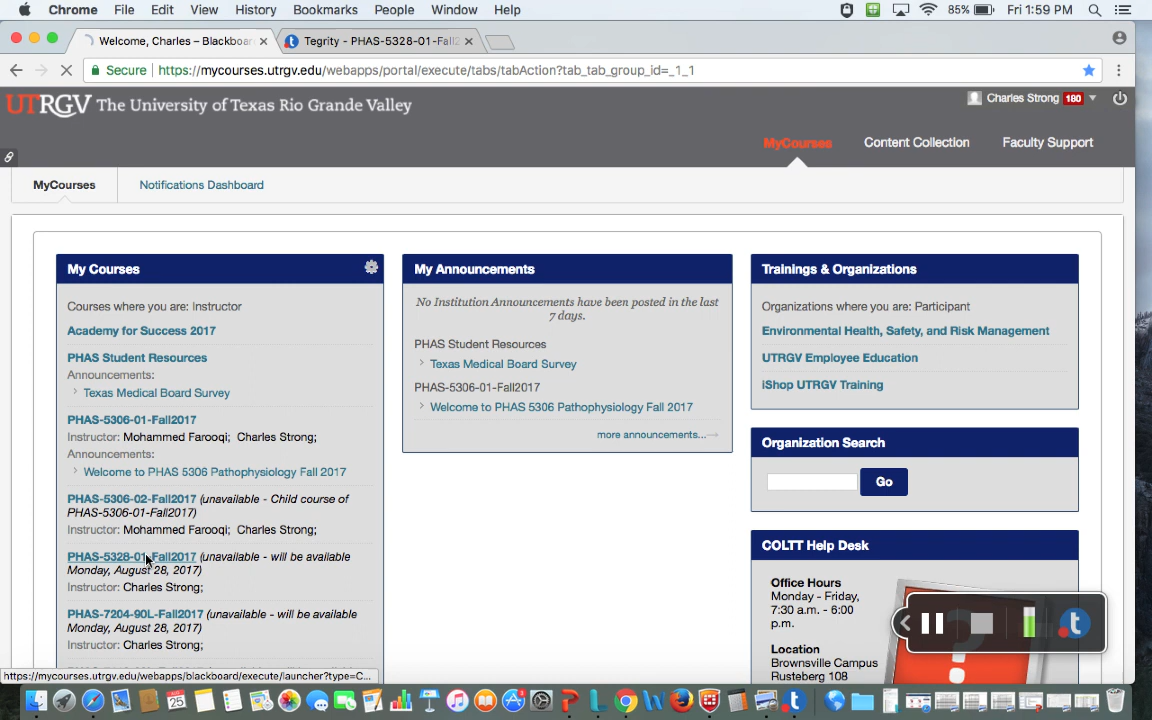 Chrome File Edit View History Bookmarks People Window Help 85% Fri 1:59 PM
Welcome, Charles – Blackboar Tegrity - PHAS-5328-01-Fall2
Secure https://mycourses.utrgv.edu/webapps/portal/execute/tabs/tabAction?tab_tab_group_id=_1_1
UTRGV The University of Texas Rio Grande Valley
Charles Strong 180
MyCourses Content Collection Faculty Support
MyCourses Notifications Dashboard
My Courses
Courses where you are: Instructor
Academy for Success 2017
PHAS Student Resources
Announcements:
Texas Medical Board Survey
PHAS-5306-01-Fall2017
Instructor: Mohammed Farooqi; Charles Strong;
Announcements:
Welcome to PHAS 5306 Pathophysiology Fall 2017
PHAS-5306-02-Fall2017 (unavailable - Child course of
PHAS-5306-01-Fall2017)
Instructor: Mohammed Farooqi; Charles Strong;
PHAS-5328-01-Fall2017 (unavailable - will be available
Monday, August 28, 2017)
Instructor: Charles Strong;
PHAS-7204-90L-Fall2017 (unavailable - will be available
Monday, August 28, 2017)
Instructor: Charles Strong;
My Announcements
No Institution Announcements have been posted in the last
7 days.
PHAS Student Resources
Texas Medical Board Survey
PHAS-5306-01-Fall2017
Welcome to PHAS 5306 Pathophysiology Fall 2017
more announcements...
Trainings & Organizations
Organizations where you are: Participant
Environmental Health, Safety, and Risk Management
UTRGV Employee Education
iShop UTRGV Training
Organization Search
Go
COLTT Help Desk
Office Hours
Monday - Friday,
7:30 a.m. - 6:00
p.m.
Location
Brownsville Campus
Rusteberg 108
https://mycourses.utrgv.edu/webapps/blackboard/execute/launcher?type=C...